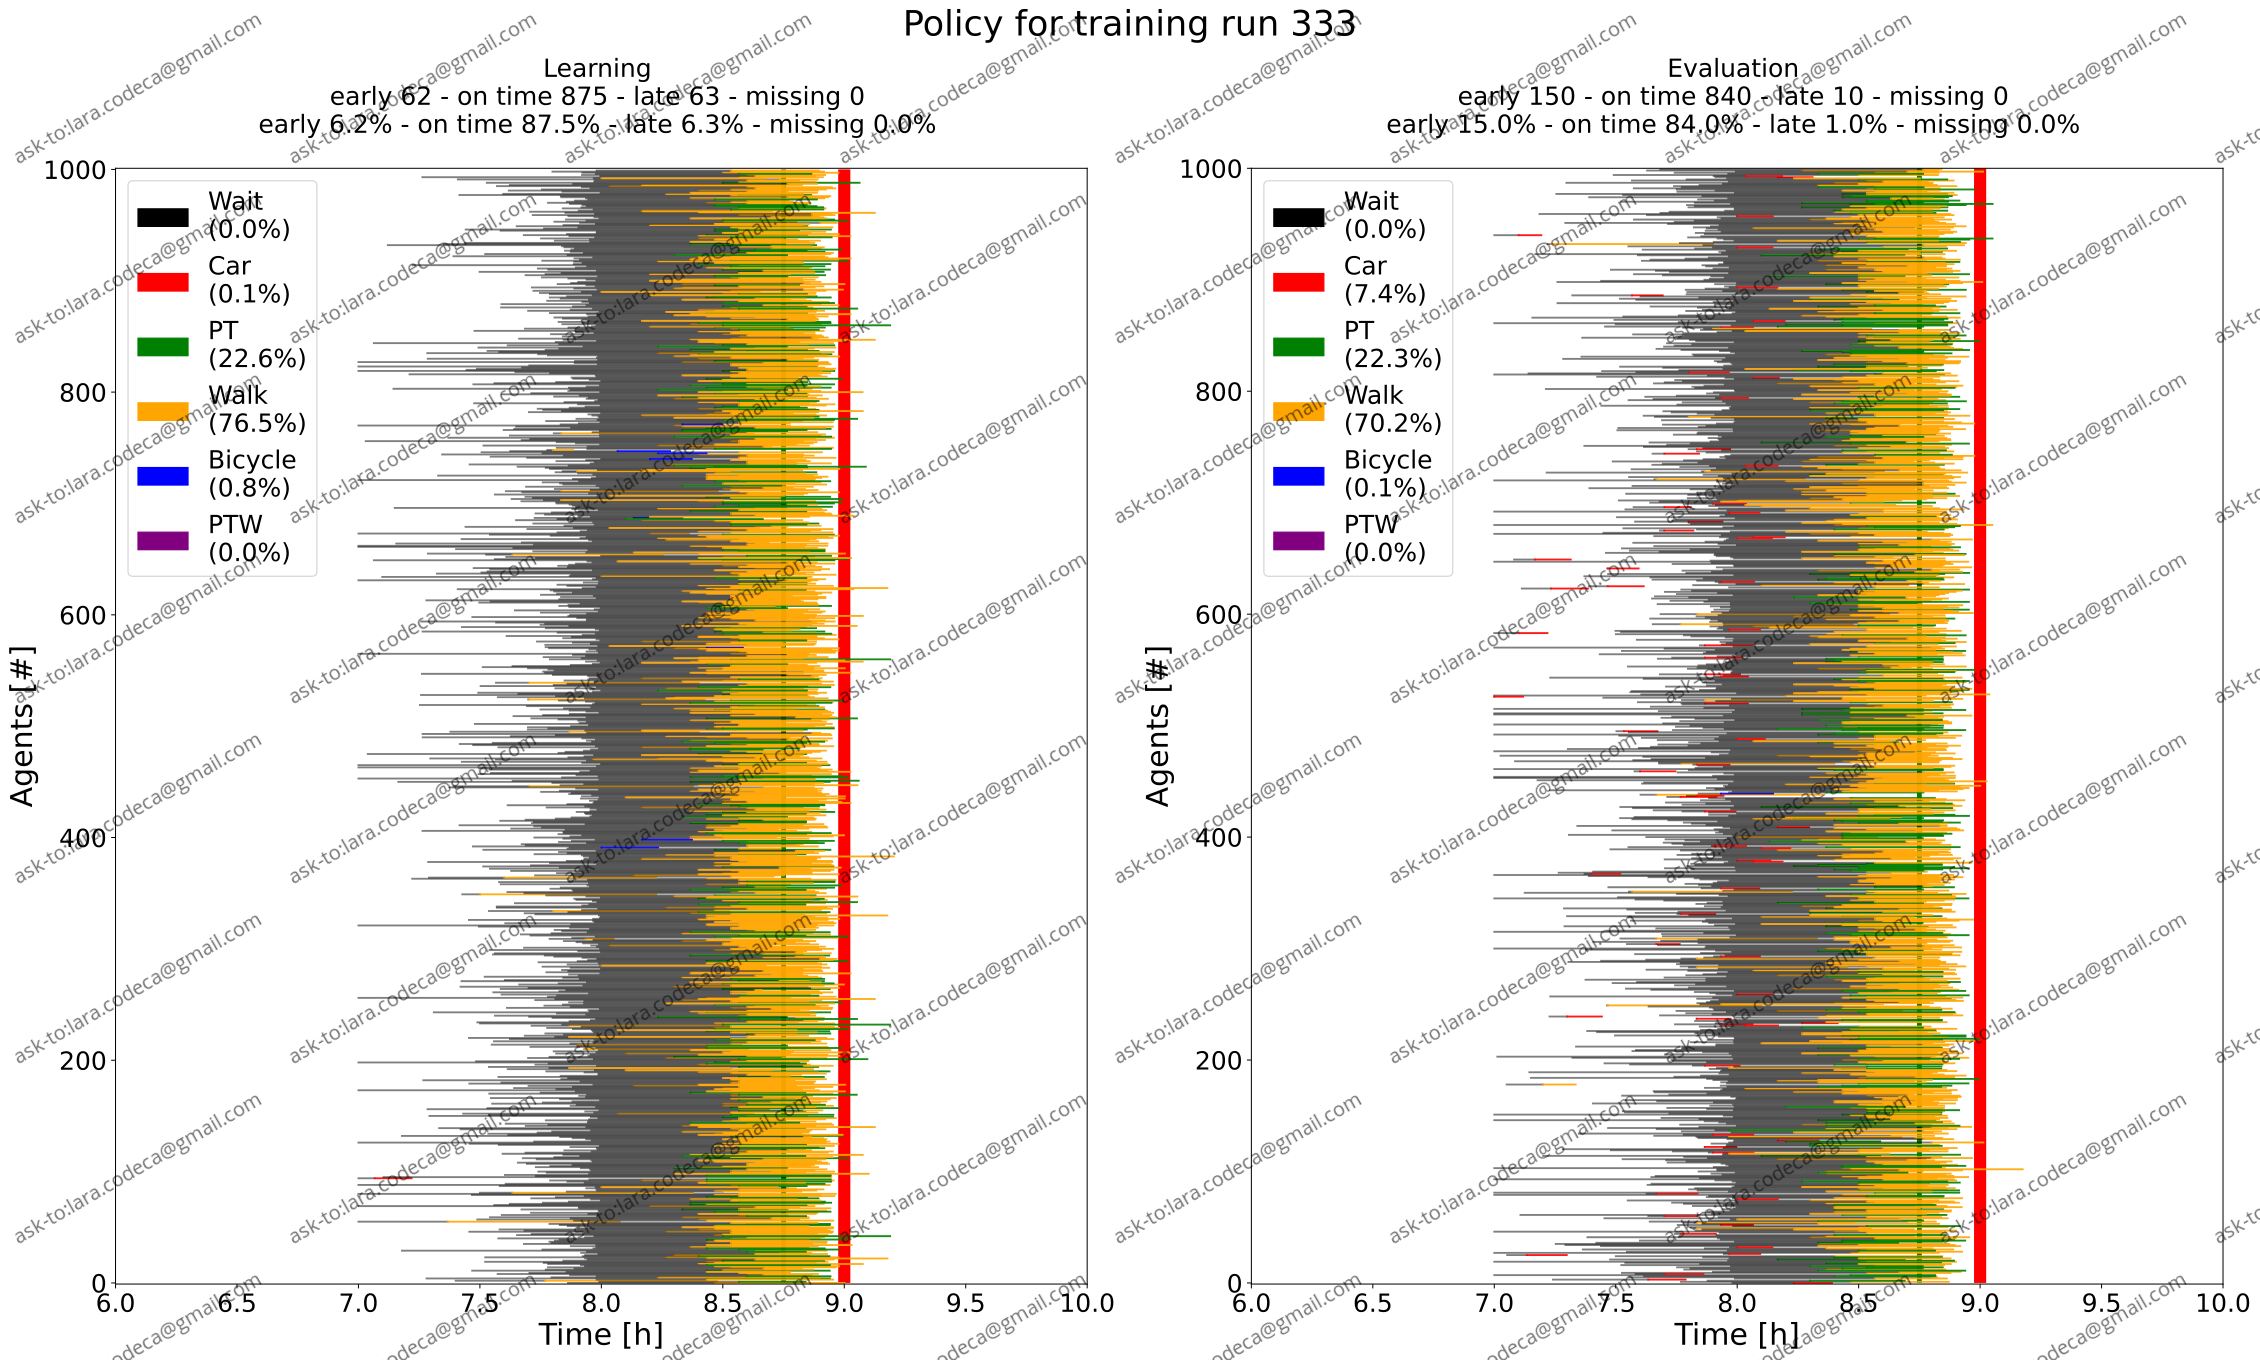 Policy for training run 333
Learning
early 62 - on time 875 - late 63 - missing 0
early 6.2% - on time 87.5% - late 6.3% - missing 0.0%
1000
800
600
400
200
0
Agents [#]
Wait
(0.0%)
Car
(0.1%)
PT
(22.6%)
Walk
(76.5%)
Bicycle
(0.8%)
PTW
(0.0%)
6.0 6.5 7.0 7.5 8.0 8.5 9.0 9.5 10.0
Time [h]
Evaluation
early 150 - on time 840 - late 10 - missing 0
early 15.0% - on time 84.0% - late 1.0% - missing 0.0%
1000
800
600
400
200
0
Agents [#]
Wait
(0.0%)
Car
(7.4%)
PT
(22.3%)
Walk
(70.2%)
Bicycle
(0.1%)
PTW
(0.0%)
6.0 6.5 7.0 7.5 8.0 8.5 9.0 9.5 10.0
Time [h]
ask-to:lara.codeca@gmail.com